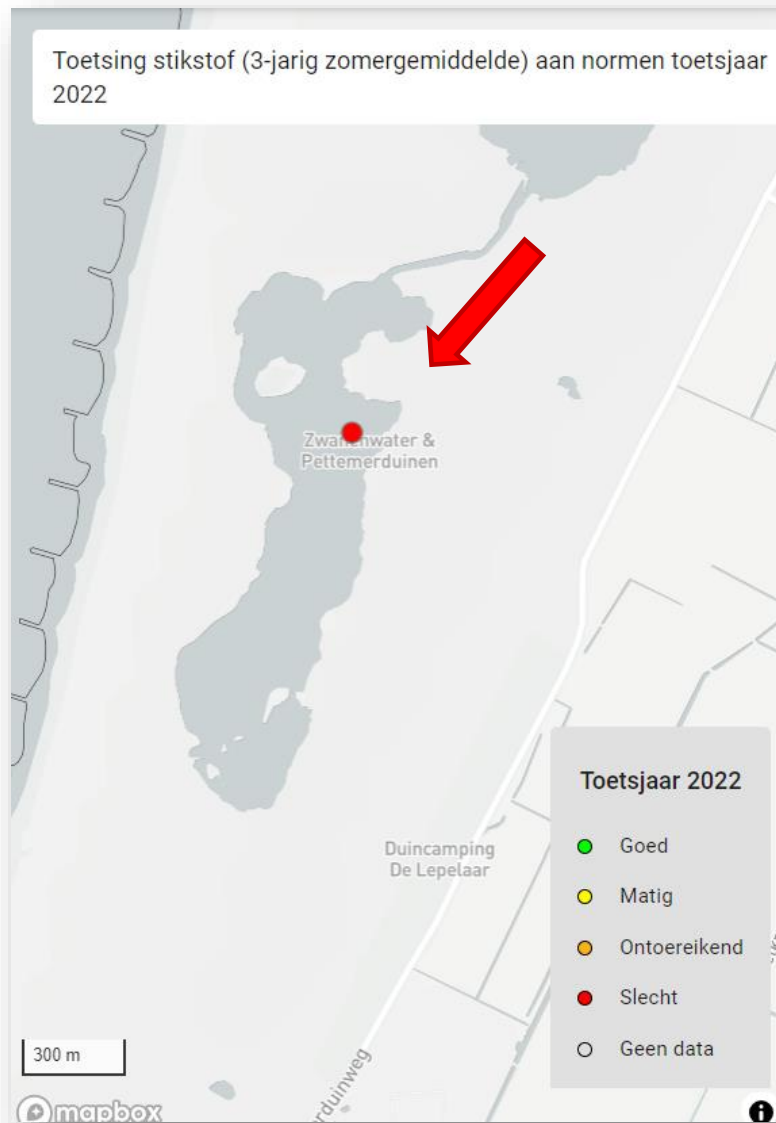 Toetsing stikstof (3-jarig zomergemiddelde) aan normen toetsjaar
2022
Zwanenwater &
Pettemerduinen
Duincamping
De Lepelaar
Toetsjaar 2022
Goed
Matig
Ontoereikend
Slecht
Geen data
300 m
mapbox